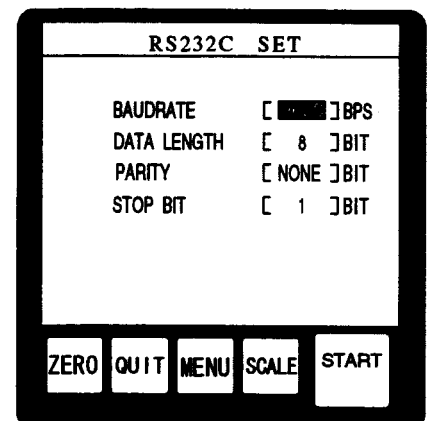 RS232C SET
BAUDRATE [ ] BPS
DATA LENGTH [ 8 ] BIT
PARITY [ NONE ] BIT
STOP BIT [ 1 ] BIT
ZERO QUIT MENU SCALE START